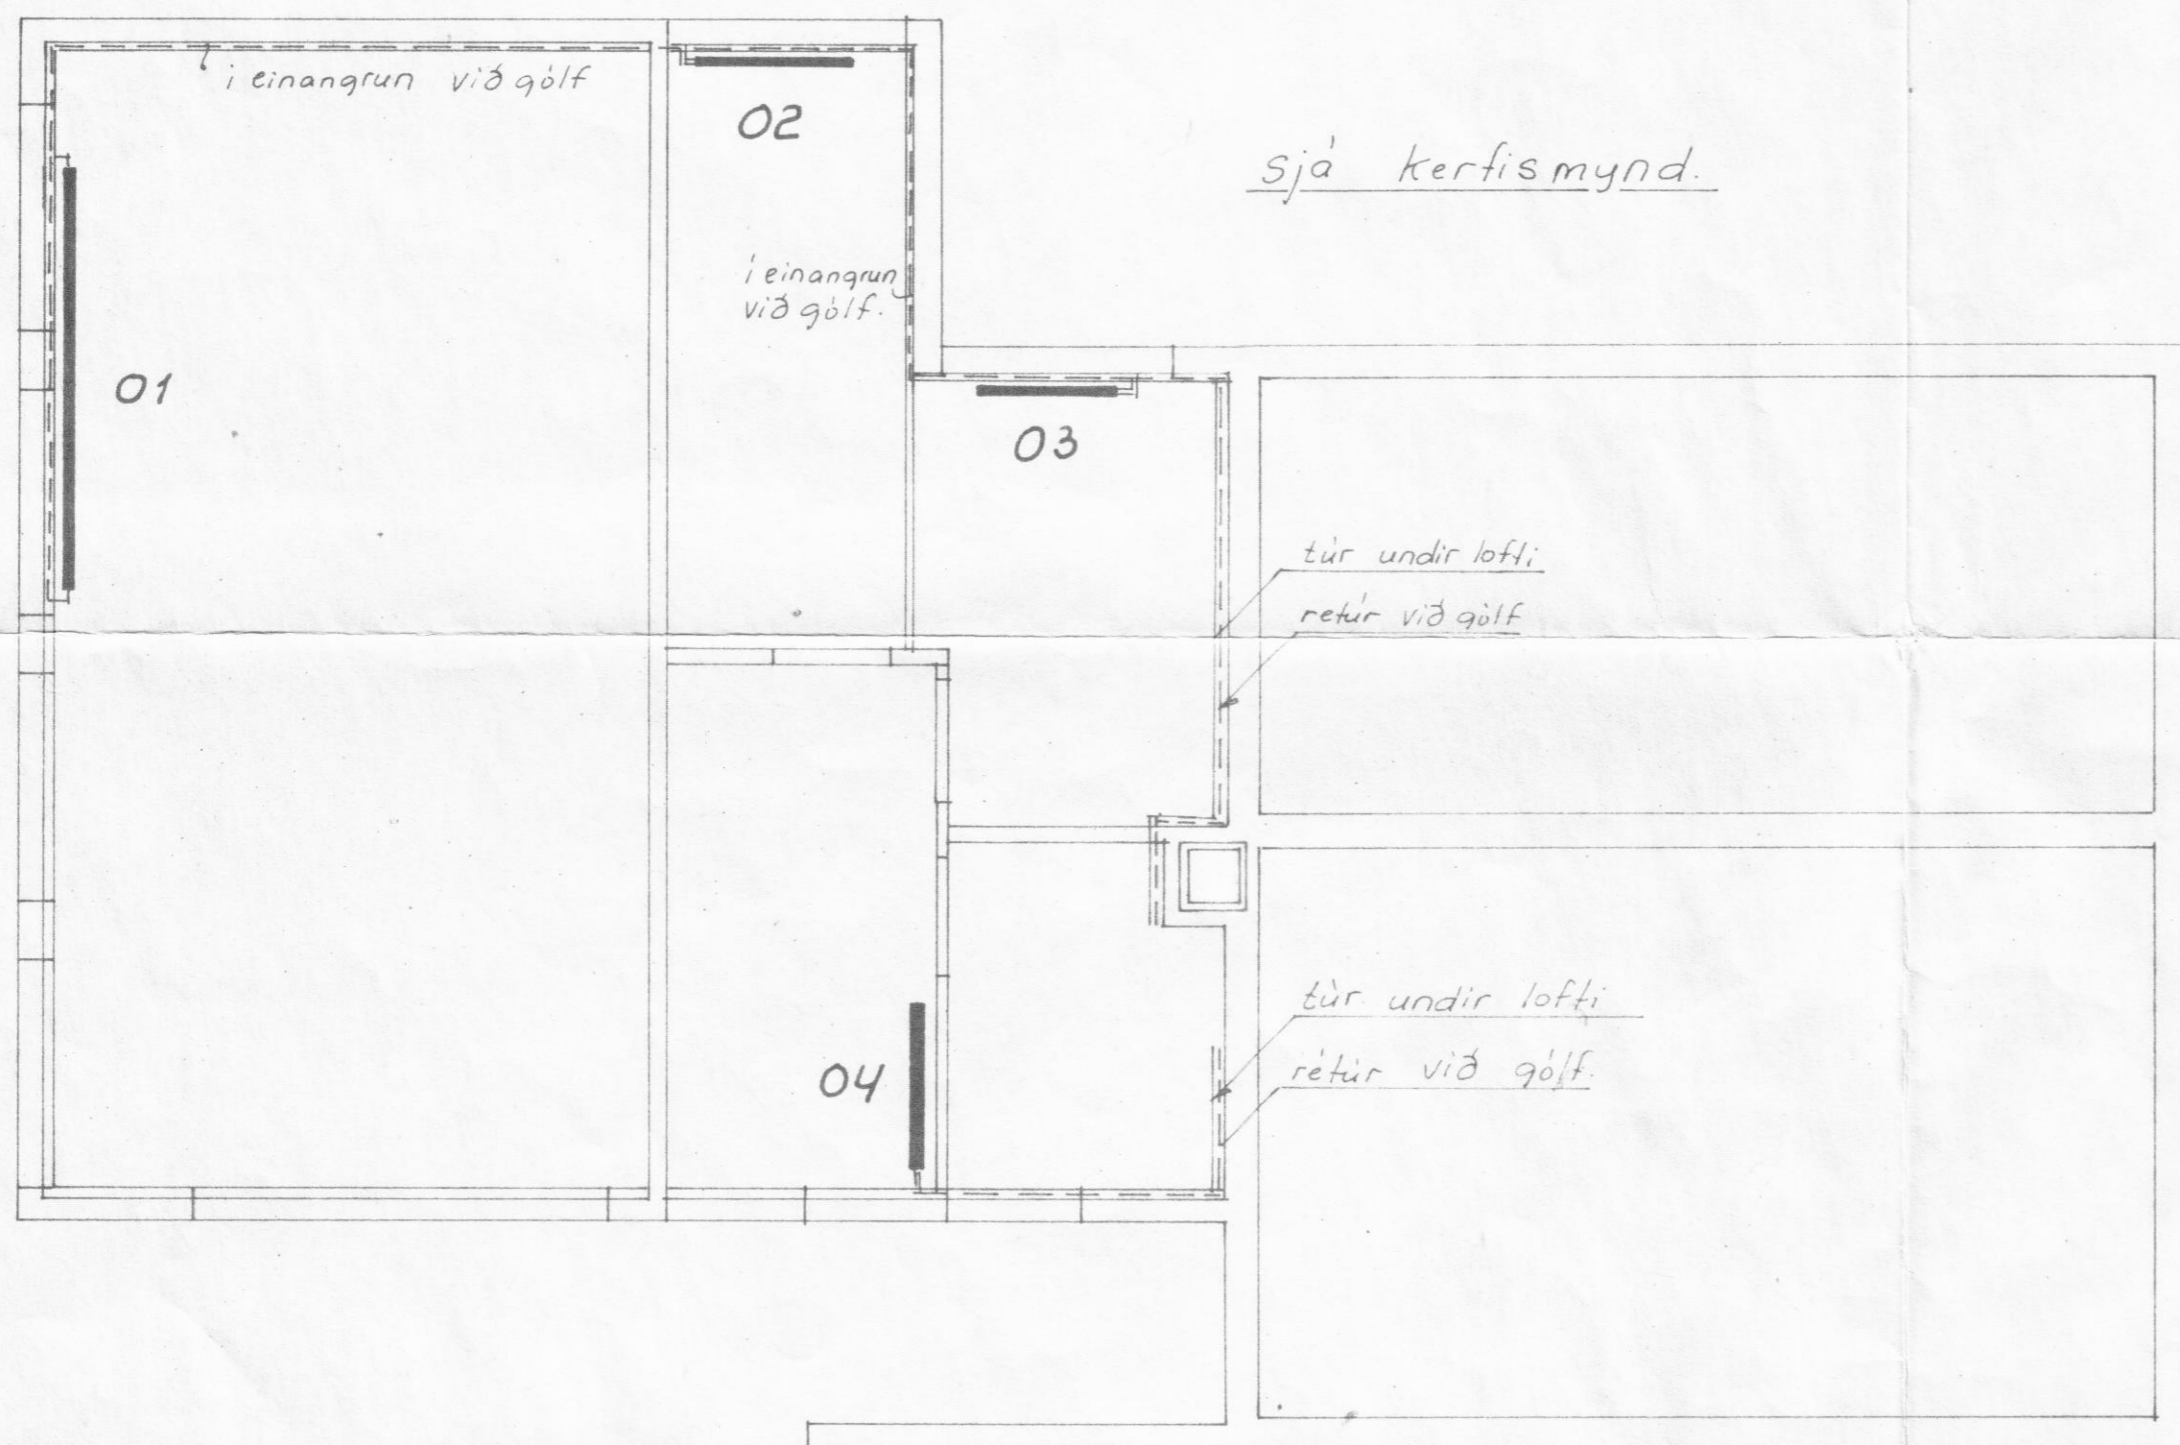 í einangrun við gólf
02
sjá kerfismynd.
í einangrun
við gólf.
01
03
túr undir lofti
retúr við gólf
túr undir lofti
04
rétúr við gólf.